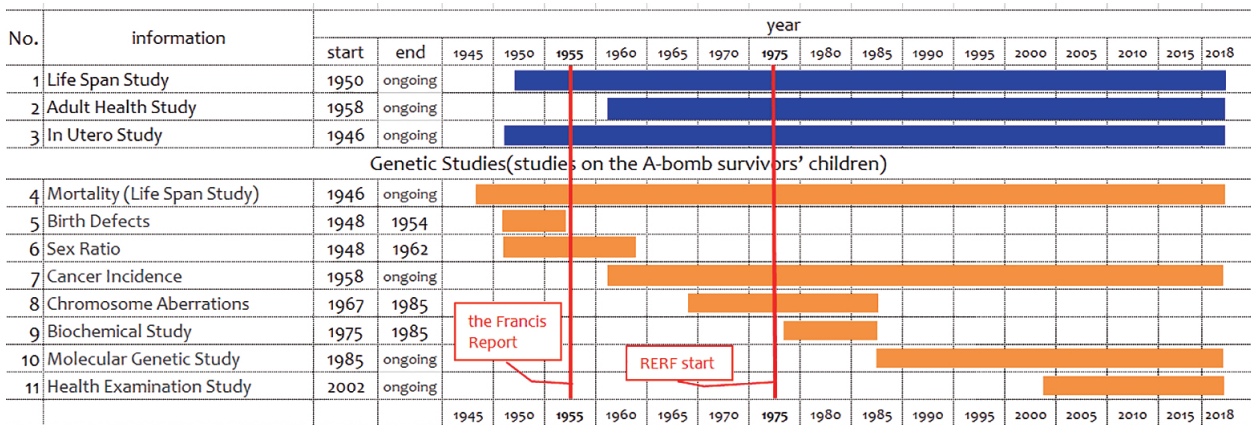 No. information year
start end 1945 1950 1955 1960 1965 1970 1975 1980 1985 1990 1995 2000 2005 2010 2015 2018
1 Life Span Study 1950 ongoing
2 Adult Health Study 1958 ongoing
3 In Utero Study 1946 ongoing
Genetic Studies(studies on the A-bomb survivors' children)
4 Mortality (Life Span Study) 1946 ongoing
5 Birth Defects 1948 1954
6 Sex Ratio 1948 1962
7 Cancer Incidence 1958 ongoing
8 Chromosome Aberrations 1967 1985
9 Biochemical Study 1975 1985
10 Molecular Genetic Study 1985 ongoing
11 Health Examination Study 2002 ongoing
the Francis
Report
RERF start
1945 1950 1955 1960 1965 1970 1975 1980 1985 1990 1995 2000 2005 2010 2015 2018